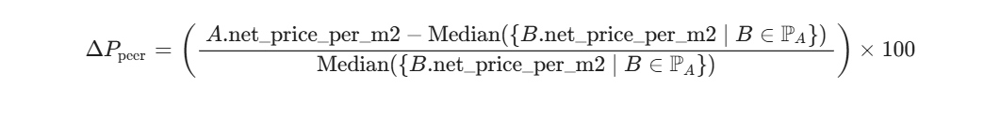 ΔP_peer = ( (A.net_price_per_m2 − Median({B.net_price_per_m2 | B ∈ ℙ_A})) / Median({B.net_price_per_m2 | B ∈ ℙ_A}) ) × 100